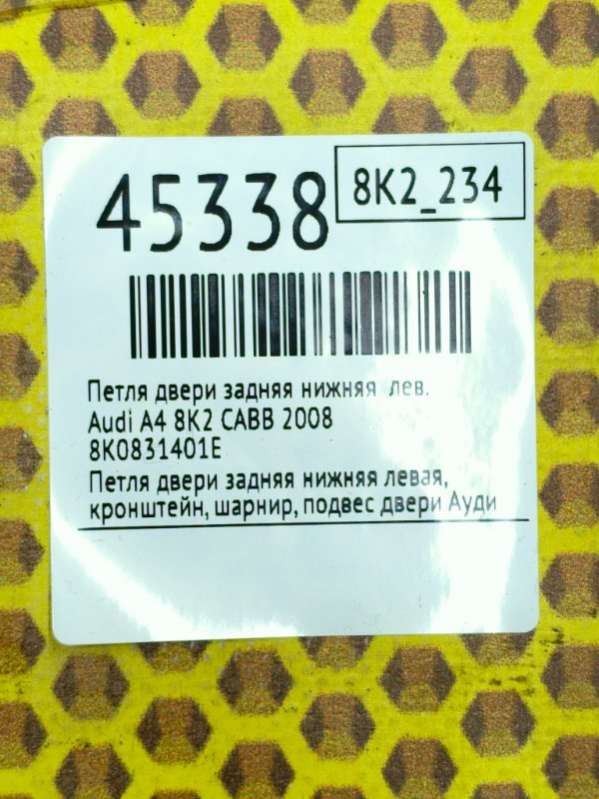 45338
8K2_234
Петля двери задняя нижняя лев.
Audi A4 8K2 CABB 2008
8K0831401E
Петля двери задняя нижняя левая,
кронштейн, шарнир, подвес двери Ауди